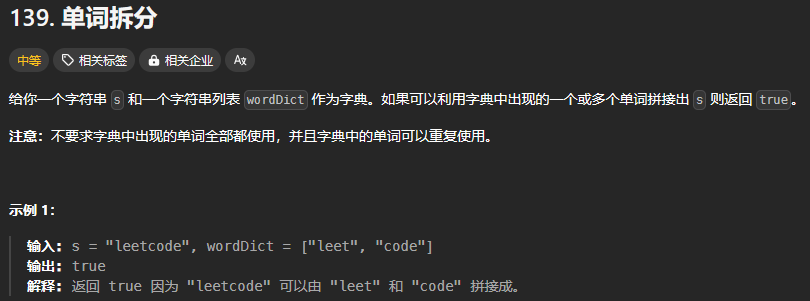 139. 单词拆分
中等 相关标签 相关企业 Aあ
给你一个字符串 s 和一个字符串列表 wordDict 作为字典。如果可以利用字典中出现的一个或多个单词拼接出 s 则返回 true。
注意：不要求字典中出现的单词全部都使用，并且字典中的单词可以重复使用。
示例 1：
输入: s = "leetcode", wordDict = ["leet", "code"]
输出: true
解释: 返回 true 因为 "leetcode" 可以由 "leet" 和 "code" 拼接成。